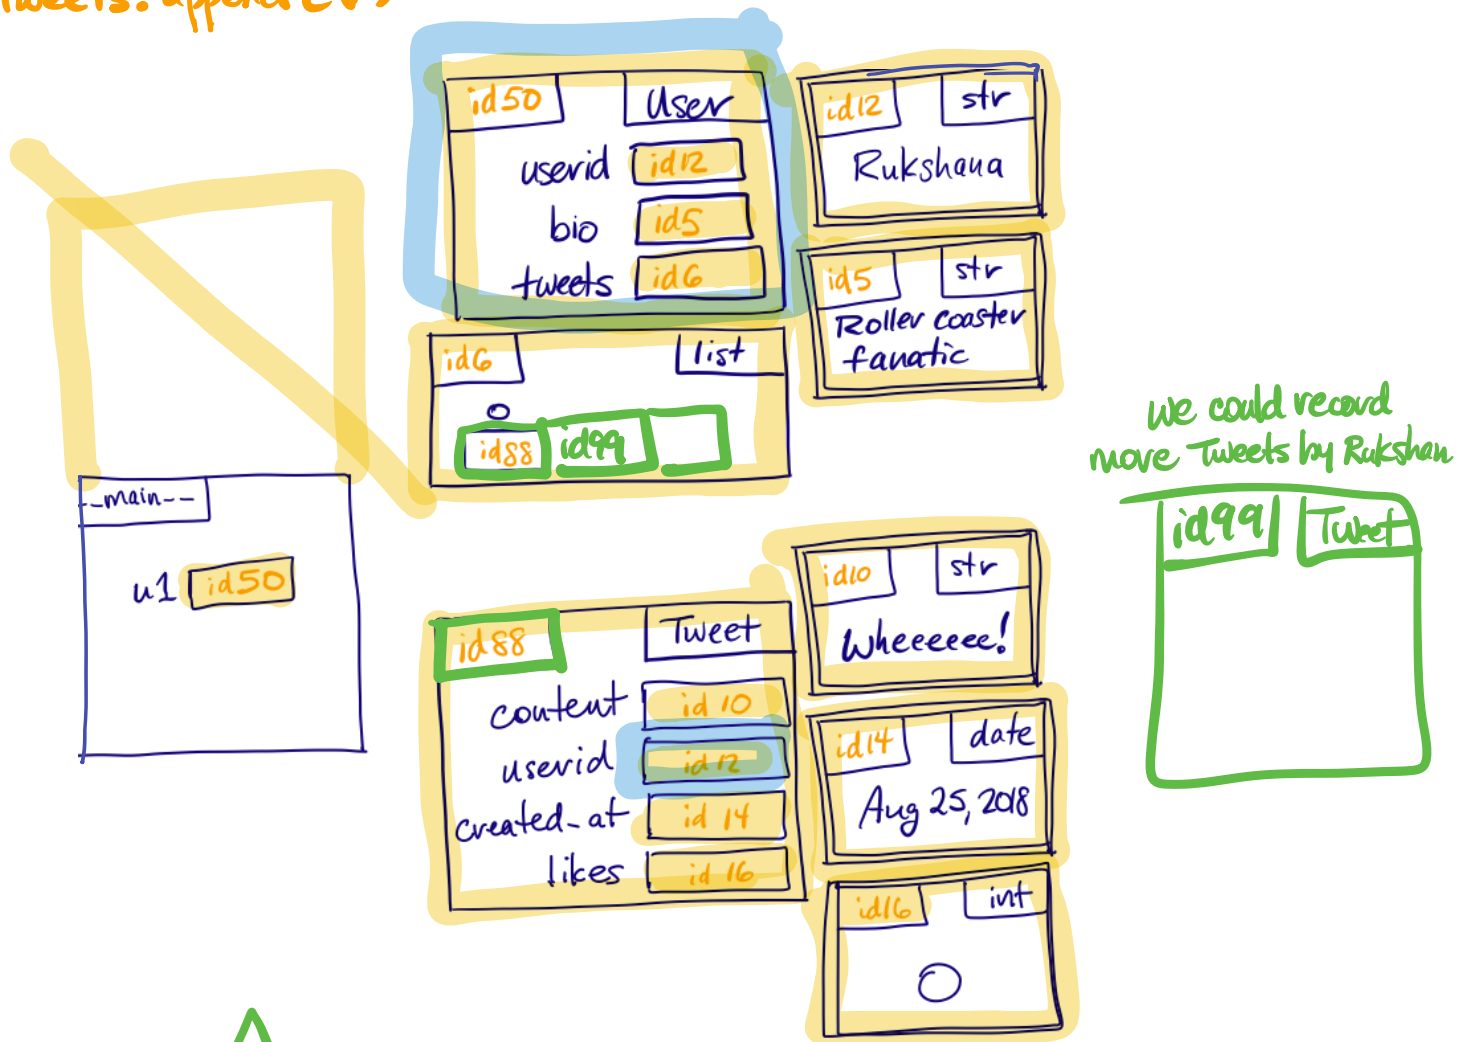 Tweets: append
id50 User
userid id12
bio id5
tweets id6
id12 str
Rukshana
id5 str
Roller coaster
fanatic
id6 list
0
id88 id99
we could record
more Tweets by Rukshan
id99 Tweet
__main__
u1 id50
id88 Tweet
content id10
userid id12
created_at id14
likes id16
id10 str
Wheeeeee!
id14 date
Aug 25, 2018
id16 int
0